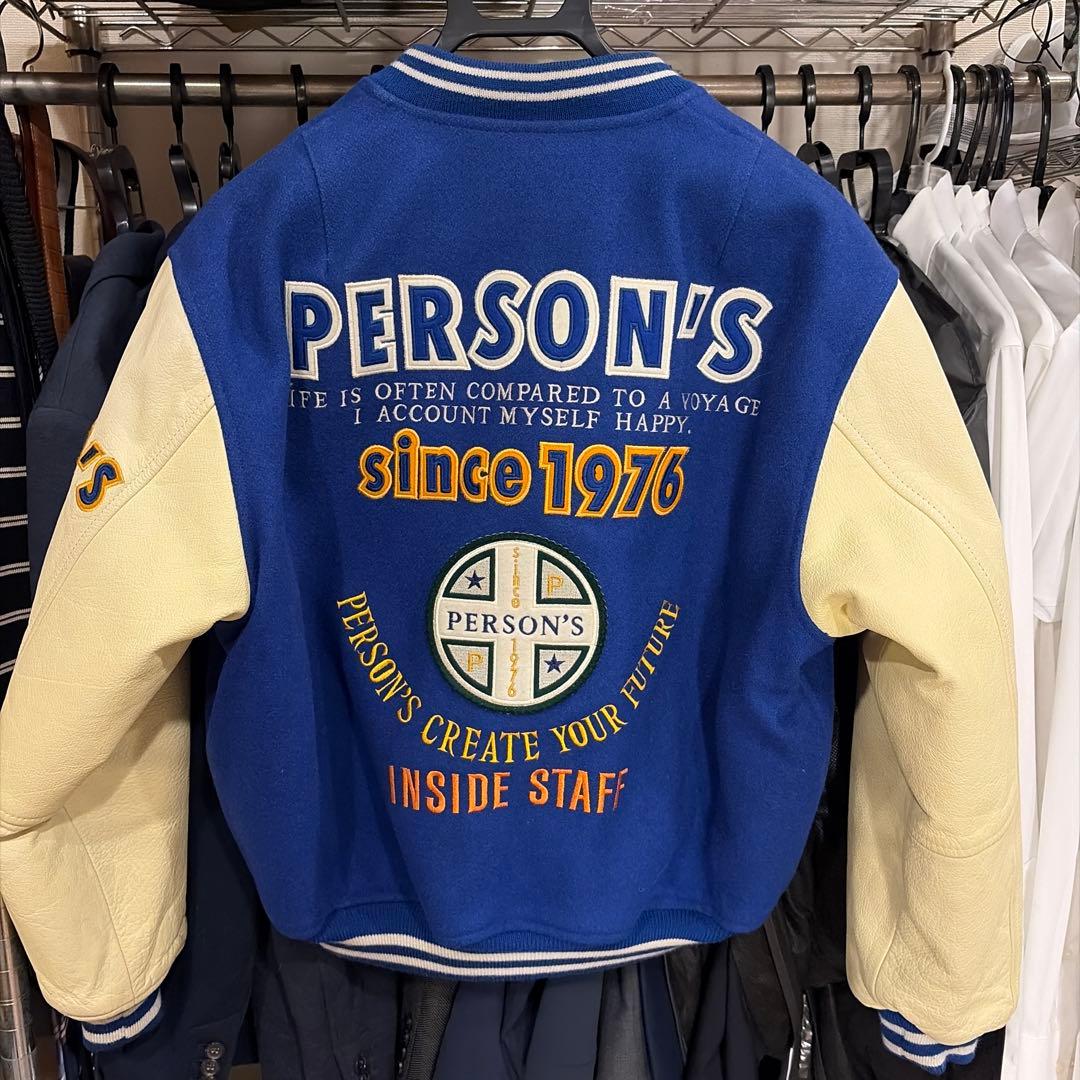 PERSON'S
IFE IS OFTEN COMPARED TO A VOYAGE
I ACCOUNT MYSELF HAPPY.
since 1976
'S
since
P
PERSON'S
P
1976
PERSON'S CREATE YOUR FUTURE
INSIDE STAFF